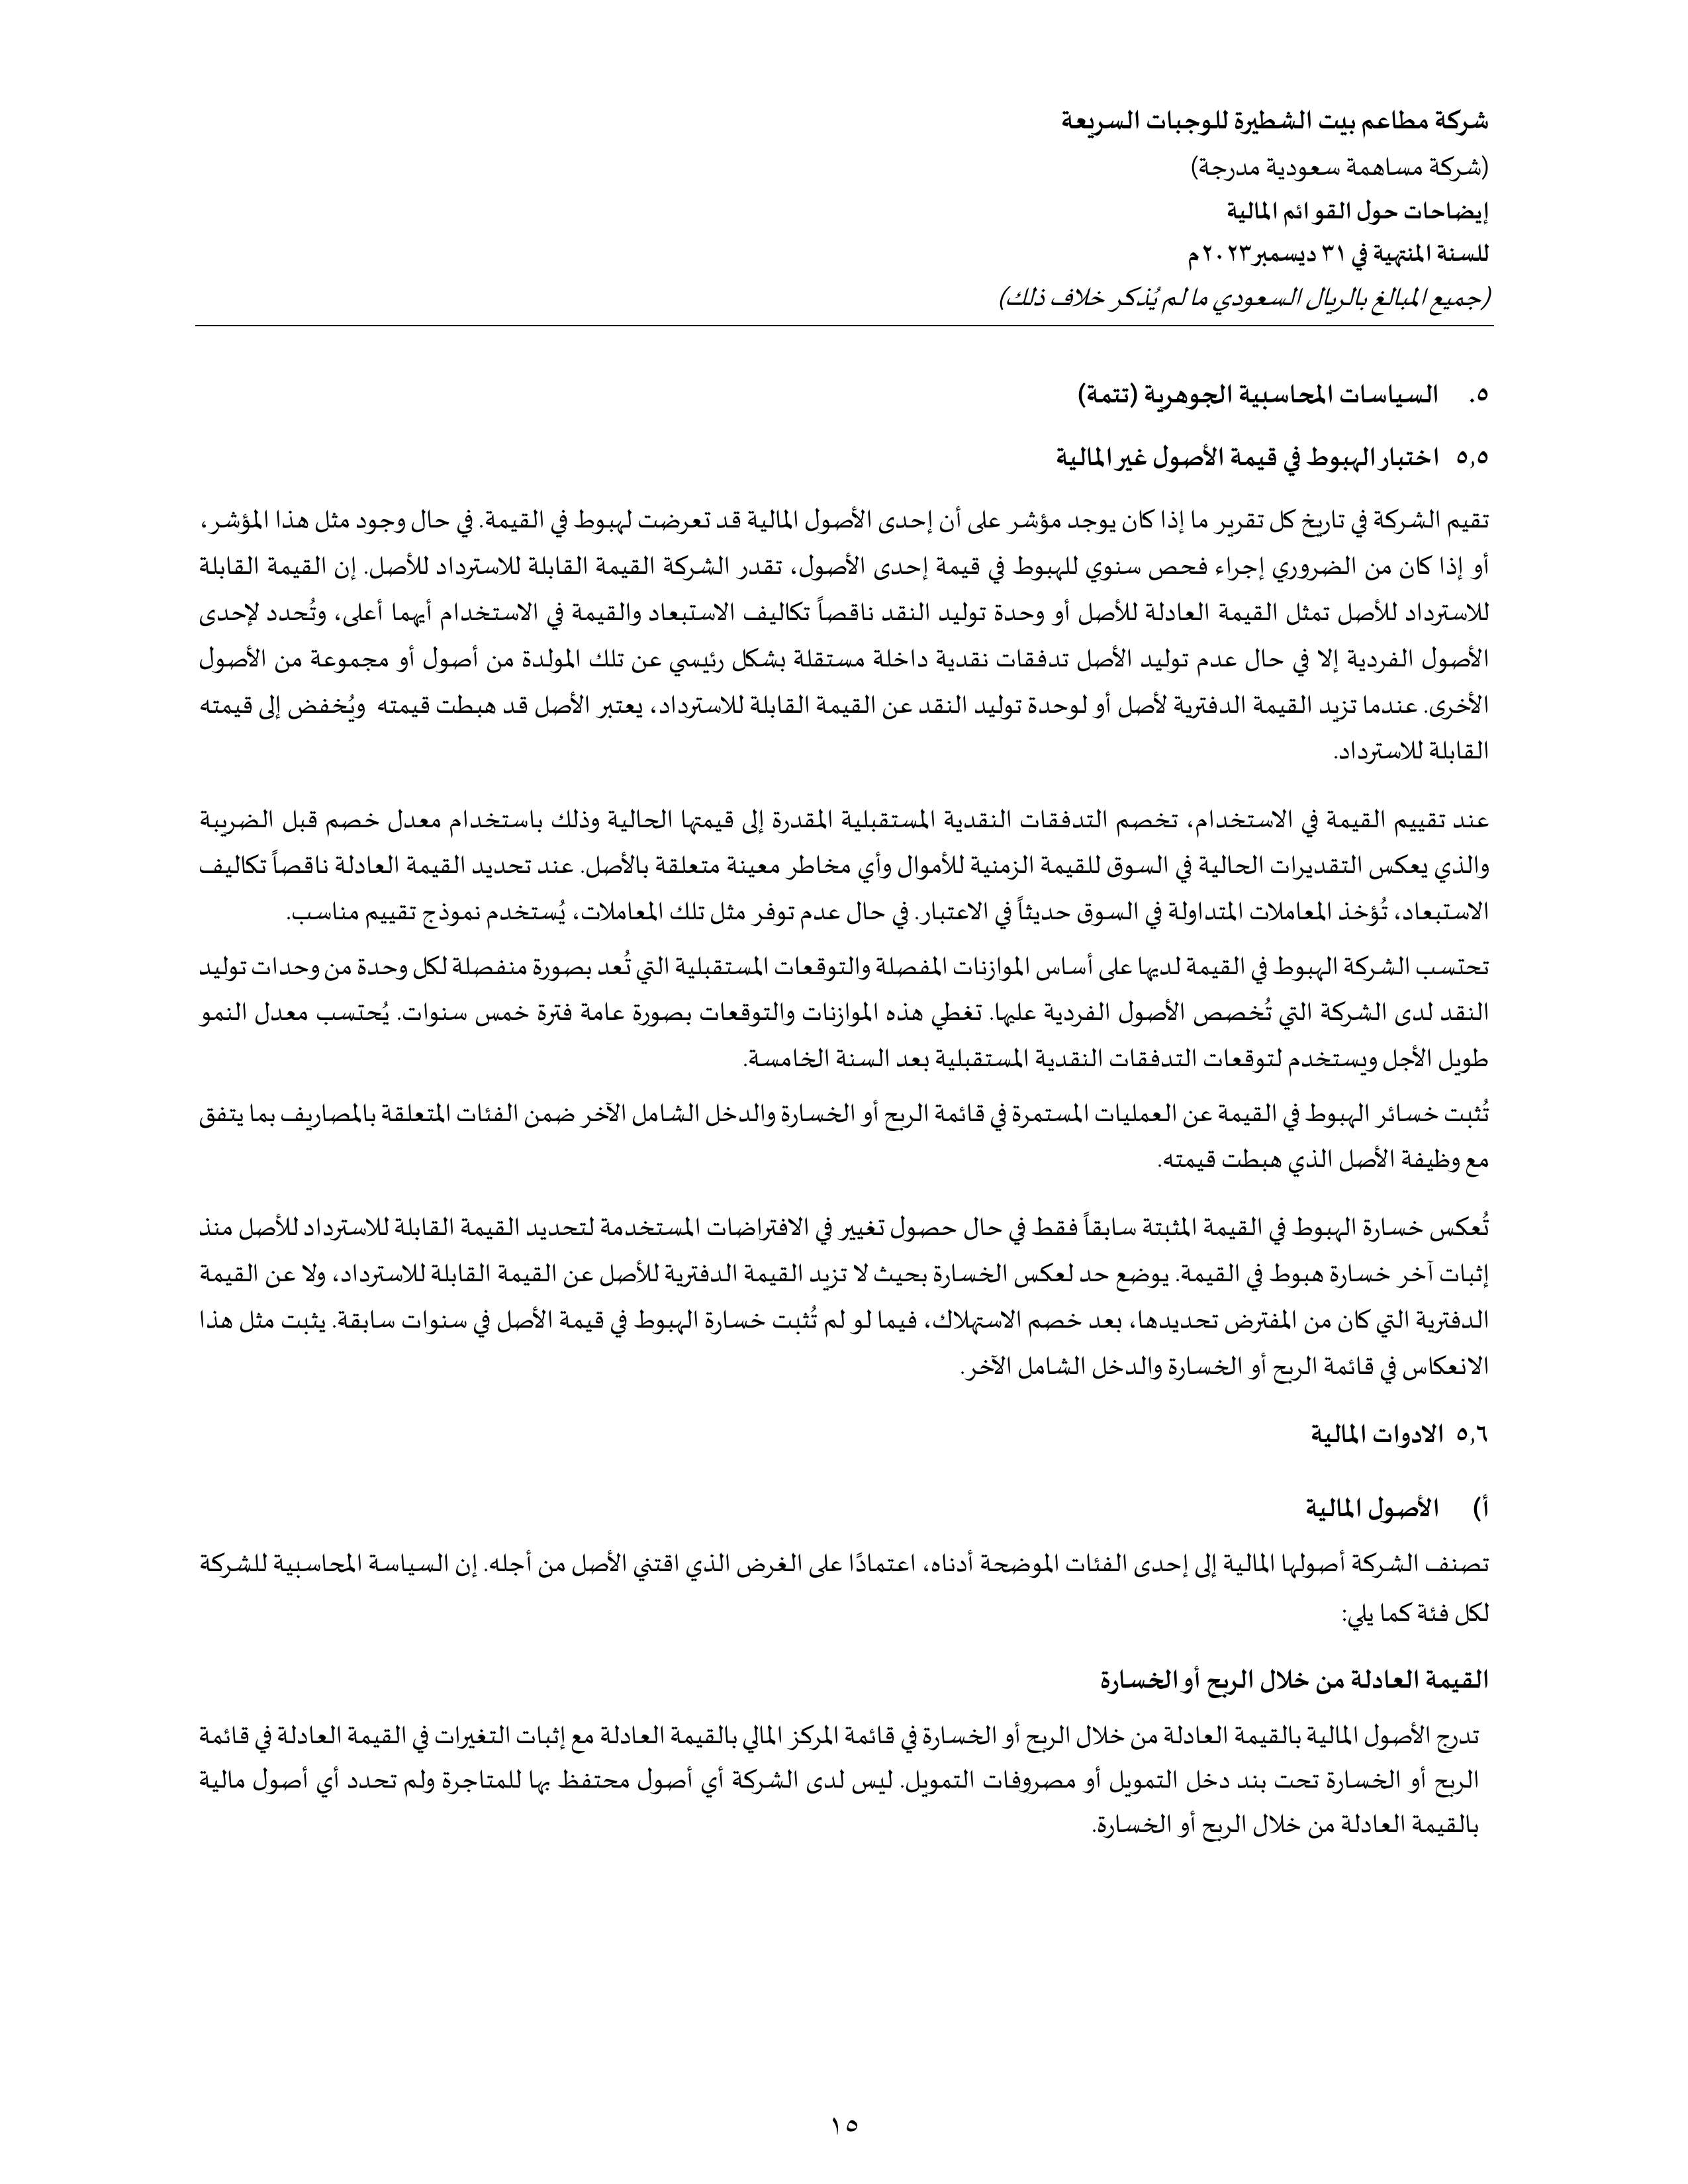 شركة مطاعم بيت الشطيرة للوجبات السريعة
(شركة مساهمة سعودية مدرجة)
إيضاحات حول القوائم المالية
للسنة المنتهية في ٣١ ديسمبر ٢٠٢٣م
(جميع المبالغ بالريال السعودي ما لم يُذكر خلاف ذلك)
٥. السياسات المحاسبية الجوهرية (تتمة)
٥,٥ اختبار الهبوط في قيمة الأصول غير المالية
تقيم الشركة في تاريخ كل تقرير ما إذا كان يوجد مؤشر على أن إحدى الأصول المالية قد تعرضت لهبوط في القيمة. في حال وجود مثل هذا المؤشر،
أو إذا كان من الضروري إجراء فحص سنوي للهبوط في قيمة إحدى الأصول، تقدر الشركة القيمة القابلة للاسترداد للأصل. إن القيمة القابلة
للاسترداد للأصل تمثل القيمة العادلة للأصل أو وحدة توليد النقد ناقصاً تكاليف الاستبعاد والقيمة في الاستخدام أيهما أعلى، وتُحدد لإحدى
الأصول الفردية إلا في حال عدم توليد الأصل تدفقات نقدية داخلة مستقلة بشكل رئيسي عن تلك المولدة من أصول أو مجموعة من الأصول
الأخرى. عندما تزيد القيمة الدفترية لأصل أو لوحدة توليد النقد عن القيمة القابلة للاسترداد، يعتبر الأصل قد هبطت قيمته ويُخفض إلى قيمته
القابلة للاسترداد.
عند تقييم القيمة في الاستخدام، تخصم التدفقات النقدية المستقبلية المقدرة إلى قيمتها الحالية وذلك باستخدام معدل خصم قبل الضريبة
والذي يعكس التقديرات الحالية في السوق للقيمة الزمنية للأموال وأي مخاطر معينة متعلقة بالأصل. عند تحديد القيمة العادلة ناقصاً تكاليف
الاستبعاد، تُؤخذ المعاملات المتداولة في السوق حديثاً في الاعتبار. في حال عدم توفر مثل تلك المعاملات، يُستخدم نموذج تقييم مناسب.
تحتسب الشركة الهبوط في القيمة لديها على أساس الموازنات المفصلة والتوقعات المستقبلية التي تُعد بصورة منفصلة لكل وحدة من وحدات توليد
النقد لدى الشركة التي تُخصص الأصول الفردية عليها. تغطي هذه الموازنات والتوقعات بصورة عامة فترة خمس سنوات. يُحتسب معدل النمو
طويل الأجل ويستخدم لتوقعات التدفقات النقدية المستقبلية بعد السنة الخامسة.
تُثبت خسائر الهبوط في القيمة عن العمليات المستمرة في قائمة الربح أو الخسارة والدخل الشامل الآخر ضمن الفئات المتعلقة بالمصاريف بما يتفق
مع وظيفة الأصل الذي هبطت قيمته.
تُعكس خسارة الهبوط في القيمة المثبتة سابقاً فقط في حال حصول تغيير في الافتراضات المستخدمة لتحديد القيمة القابلة للاسترداد للأصل منذ
إثبات آخر خسارة هبوط في القيمة. يوضع حد لعكس الخسارة بحيث لا تزيد القيمة الدفترية للأصل عن القيمة القابلة للاسترداد، ولا عن القيمة
الدفترية التي كان من المفترض تحديدها، بعد خصم الاستهلاك، فيما لو لم تُثبت خسارة الهبوط في قيمة الأصل في سنوات سابقة. يثبت مثل هذا
الانعكاس في قائمة الربح أو الخسارة والدخل الشامل الآخر.
٥,٦ الادوات المالية
أ) الأصول المالية
تصنف الشركة أصولها المالية إلى إحدى الفئات الموضحة أدناه، اعتمادًا على الغرض الذي اقتني الأصل من أجله. إن السياسة المحاسبية للشركة
لكل فئة كما يلي:
القيمة العادلة من خلال الربح أو الخسارة
تدرج الأصول المالية بالقيمة العادلة من خلال الربح أو الخسارة في قائمة المركز المالي بالقيمة العادلة مع إثبات التغيرات في القيمة العادلة في قائمة
الربح أو الخسارة تحت بند دخل التمويل أو مصروفات التمويل. ليس لدى الشركة أي أصول محتفظ بها للمتاجرة ولم تحدد أي أصول مالية
بالقيمة العادلة من خلال الربح أو الخسارة.
١٥